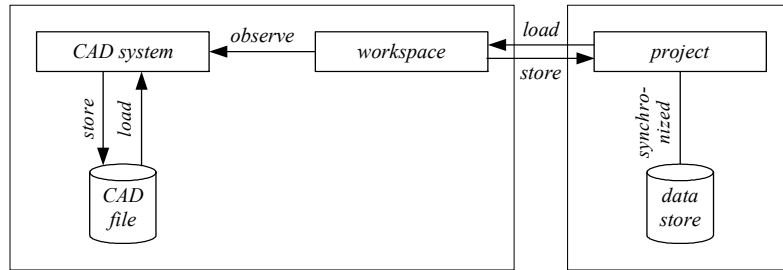 CAD system
observe
workspace
load
store
project
store
load
synchro-
nized
CAD
file
data
store